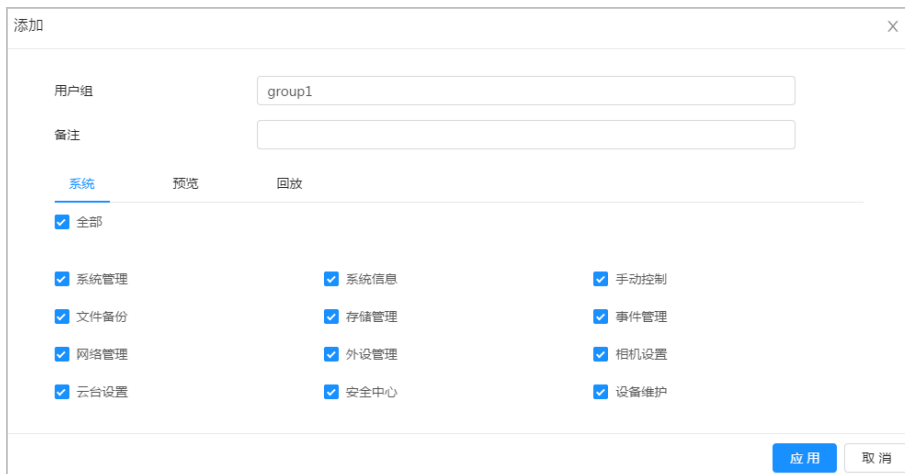 添加
用户组 group1
备注
系统 预览 回放
全部
系统管理 系统信息 手动控制
文件备份 存储管理 事件管理
网络管理 外设管理 相机设置
云台设置 安全中心 设备维护
应用 取消